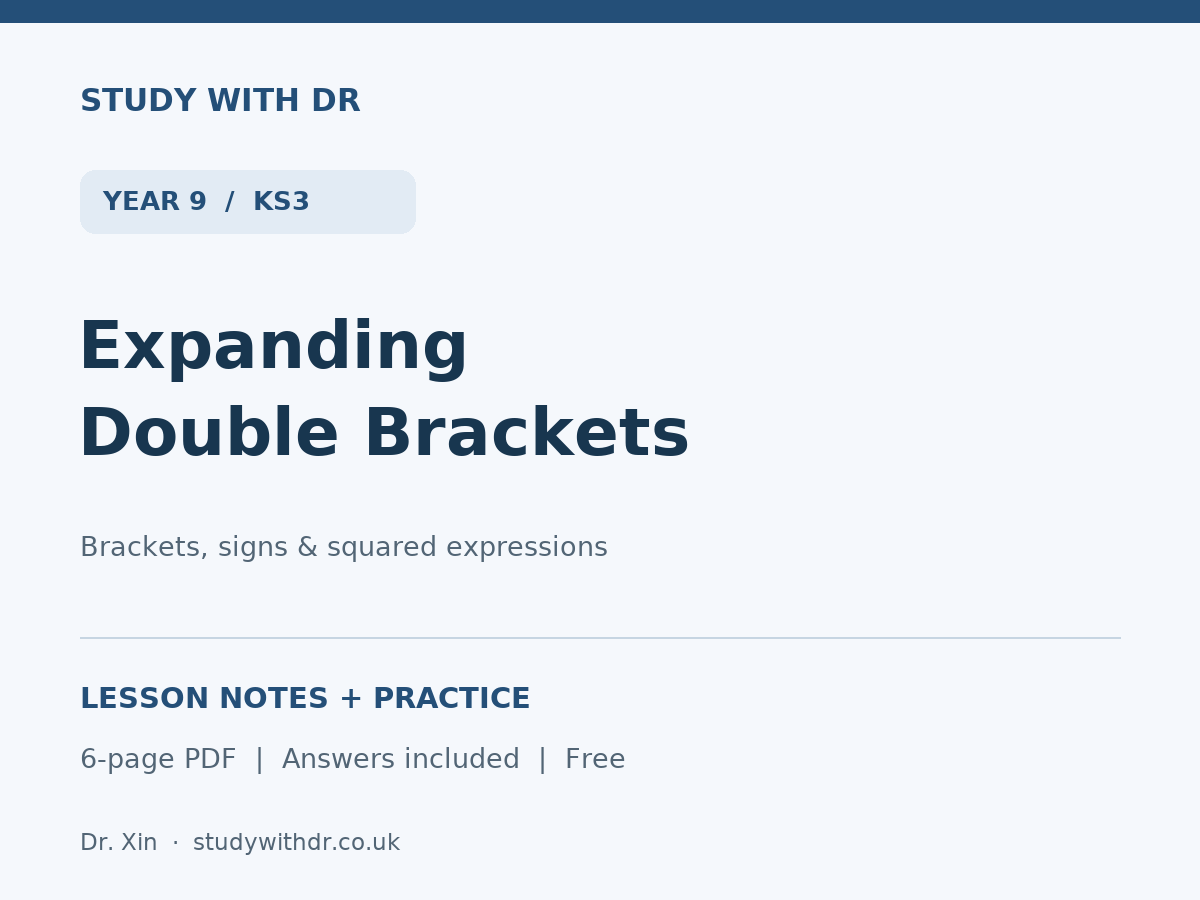 STUDY WITH DR
YEAR 9 / KS3
Expanding
Double Brackets
Brackets, signs & squared expressions
LESSON NOTES + PRACTICE
6-page PDF | Answers included | Free
Dr. Xin · studywithdr.co.uk